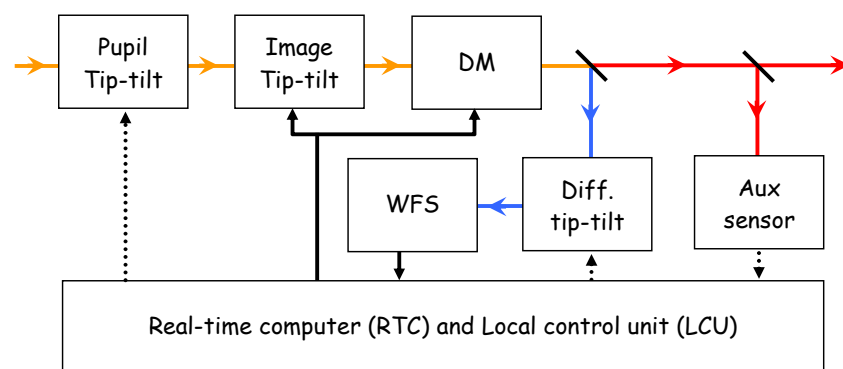 Pupil
Tip-tilt
Image
Tip-tilt
DM
WFS
Diff.
tip-tilt
Aux
sensor
Real-time computer (RTC) and Local control unit (LCU)